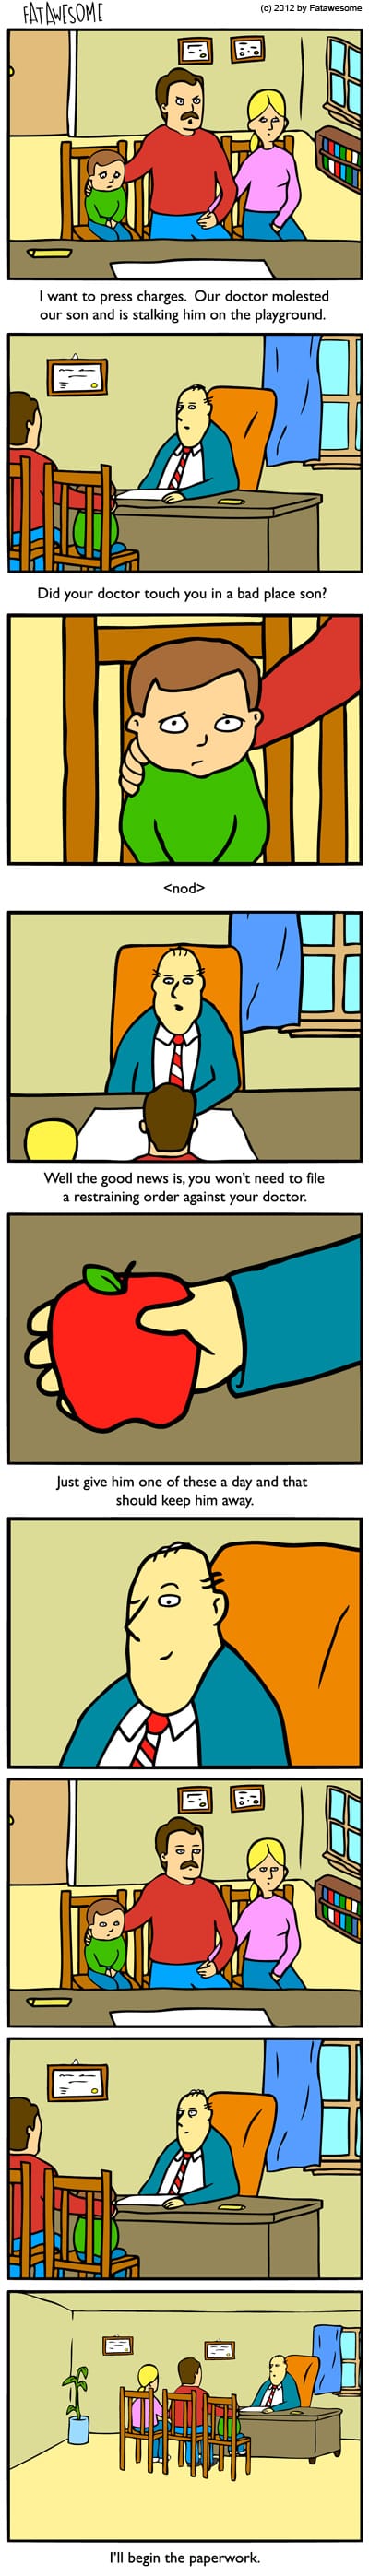 FATAWESOME
(c) 2012 by Fatawesome
I want to press charges.  Our doctor molested
our son and is stalking him on the playground.
Did your doctor touch you in a bad place son?
<nod>
Well the good news is, you won't need to file
a restraining order against your doctor.
Just give him one of these a day and that
should keep him away.
I'll begin the paperwork.